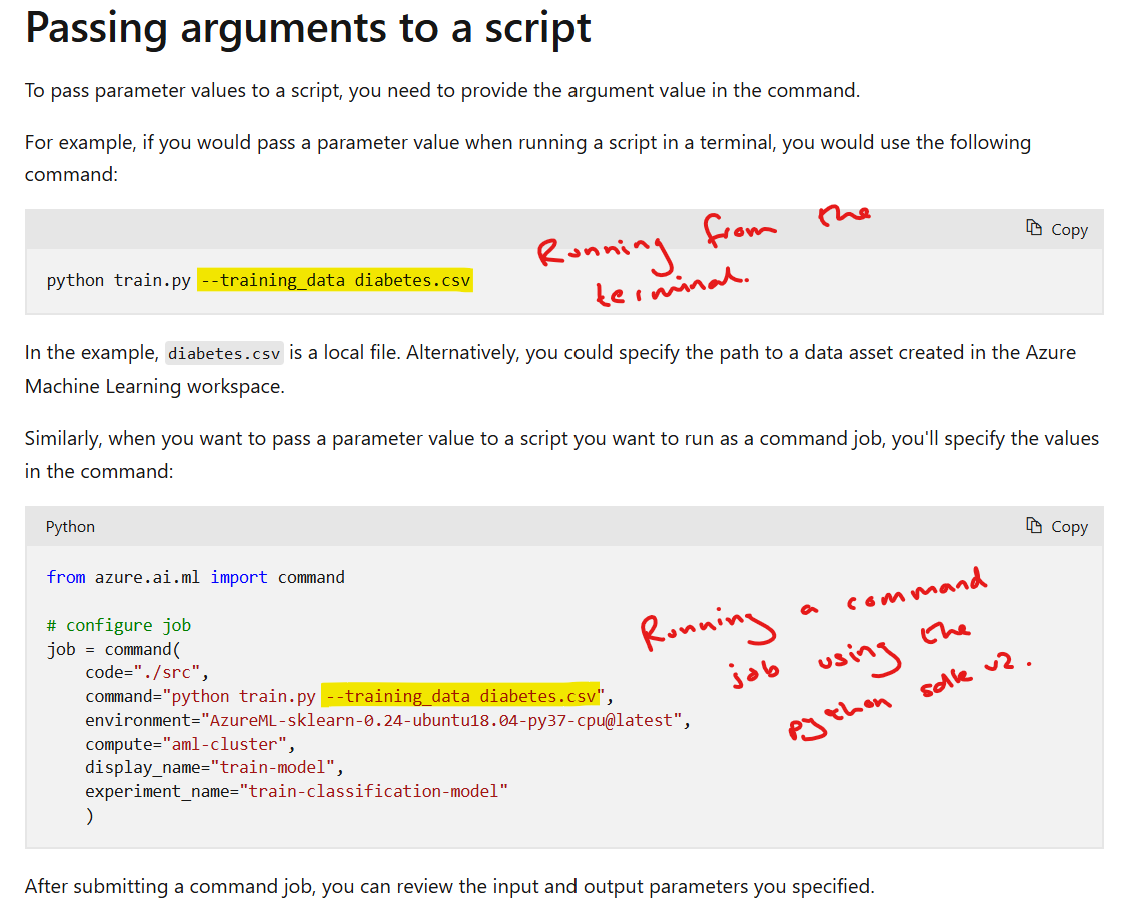 Passing arguments to a script
To pass parameter values to a script, you need to provide the argument value in the command.
For example, if you would pass a parameter value when running a script in a terminal, you would use the following
command:
Copy
Running from the
terminal.
python train.py --training_data diabetes.csv
In the example, diabetes.csv is a local file. Alternatively, you could specify the path to a data asset created in the Azure
Machine Learning workspace.
Similarly, when you want to pass a parameter value to a script you want to run as a command job, you'll specify the values
in the command:
Python
Copy
from azure.ai.ml import command
# configure job
job = command(
    code="./src",
    command="python train.py --training_data diabetes.csv",
    environment="AzureML-sklearn-0.24-ubuntu18.04-py37-cpu@latest",
    compute="aml-cluster",
    display_name="train-model",
    experiment_name="train-classification-model"
    )
Running a command
job using the
python sdk v2.
After submitting a command job, you can review the input and output parameters you specified.